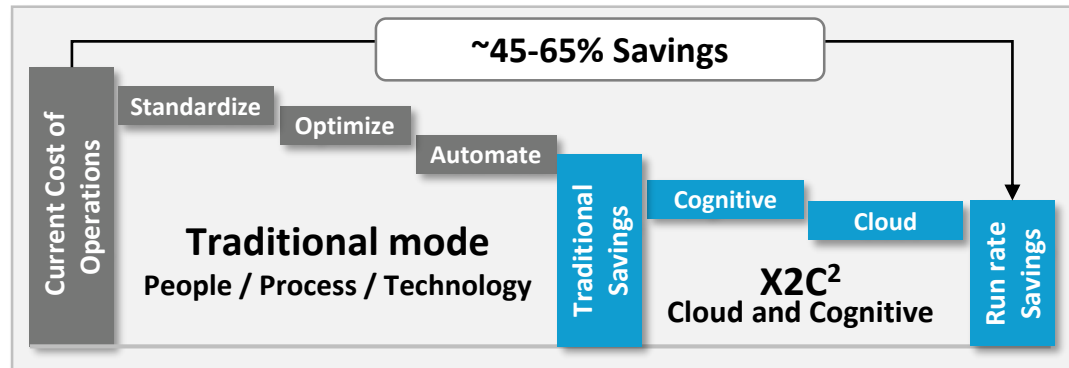 ~45-65% Savings
Current Cost of
Operations
Standardize
Optimize
Automate
Traditional mode
People / Process / Technology
Traditional
Savings
Cognitive
Cloud
X2C²
Cloud and Cognitive
Run rate
Savings